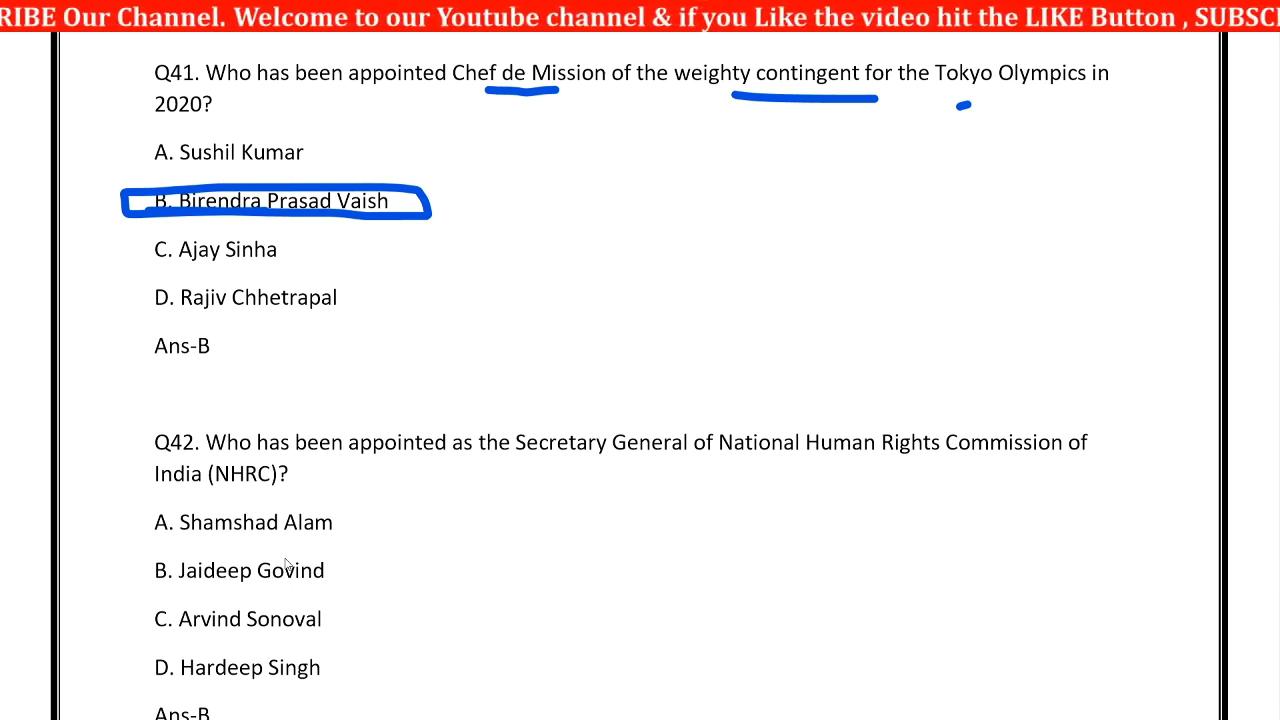 RIBE Our Channel. Welcome to our Youtube channel & if you Like the video hit the LIKE Button , SUBSCI
Q41. Who has been appointed Chef de Mission of the weighty contingent for the Tokyo Olympics in
2020?
A. Sushil Kumar
B. Birendra Prasad Vaish
C. Ajay Sinha
D. Rajiv Chhetrapal
Ans-B
Q42. Who has been appointed as the Secretary General of National Human Rights Commission of
India (NHRC)?
A. Shamshad Alam
B. Jaideep Govind
C. Arvind Sonoval
D. Hardeep Singh
Ans-B